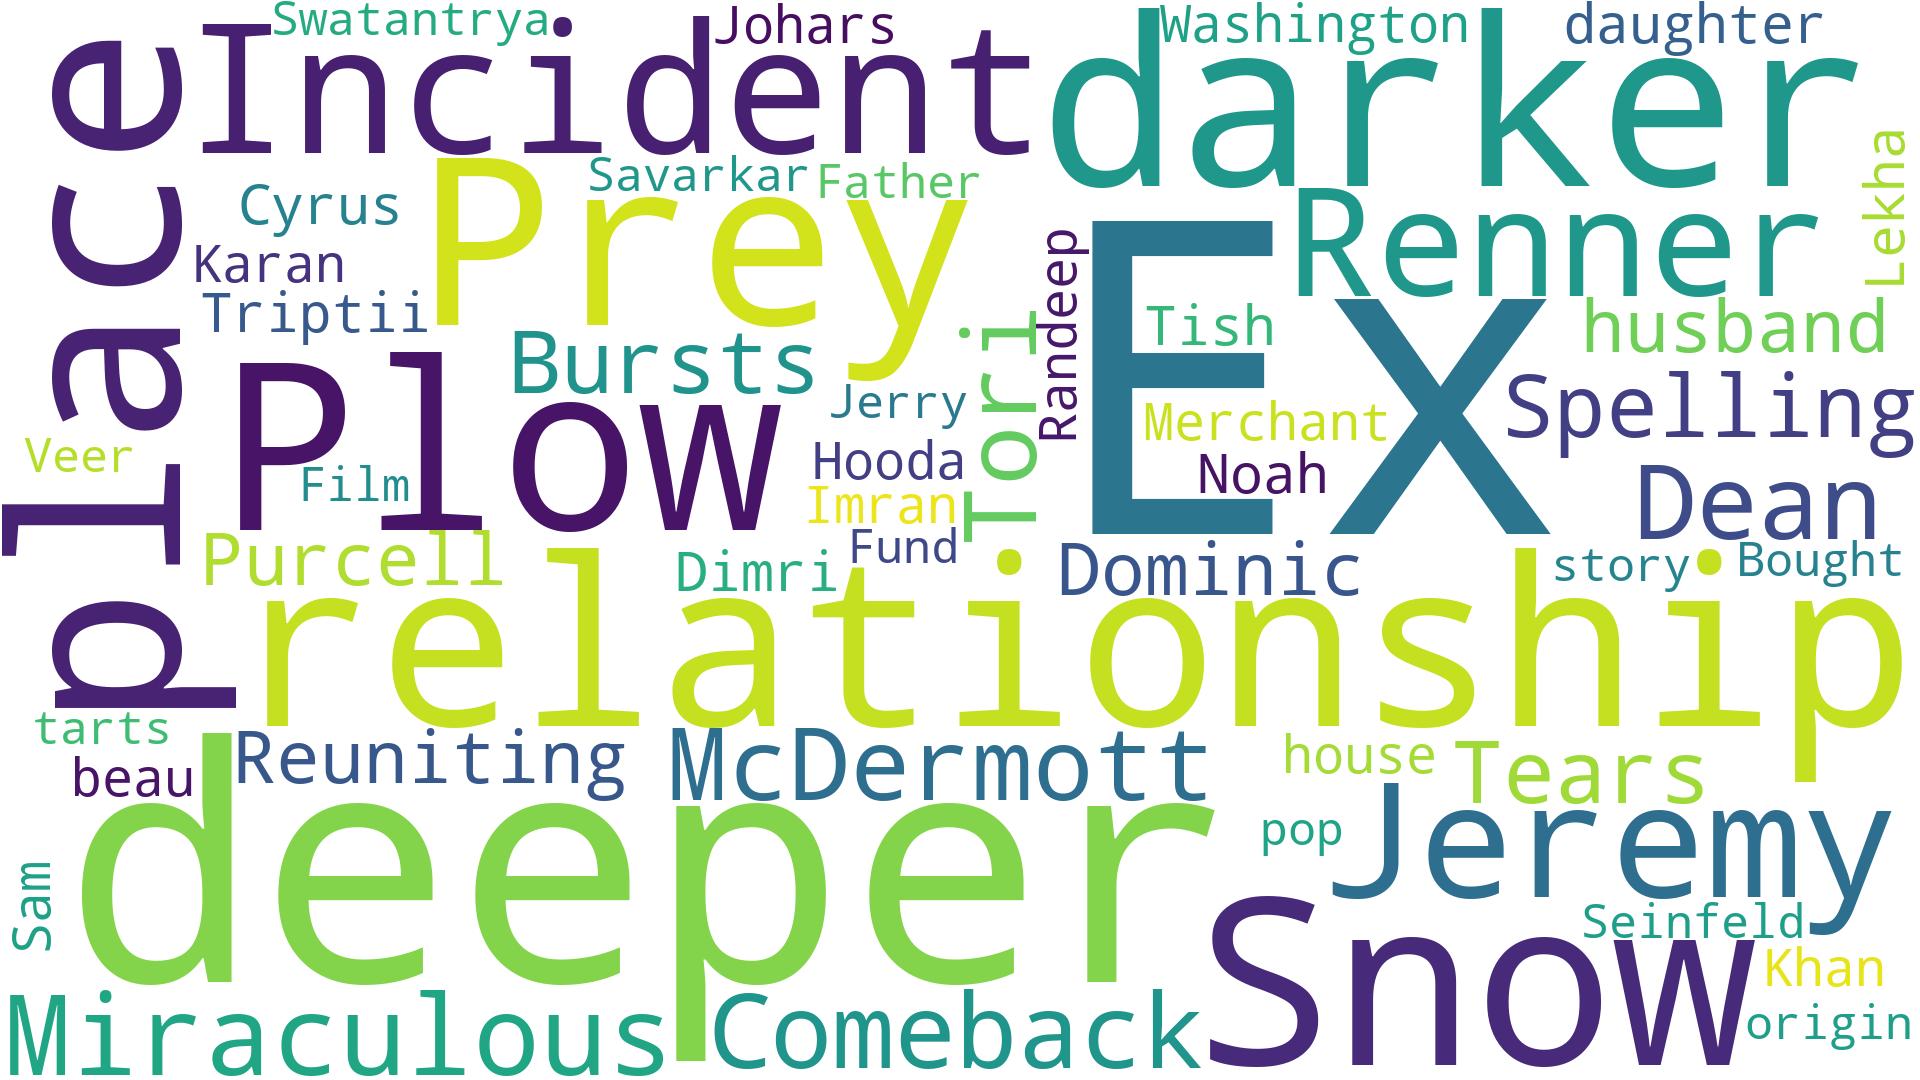 place
Incident
Swatantrya
Johars
darker
Washington
daughter
Lekha
Cyrus
Karan
Triptii
Prey
Savarkar
Father
Renner
Randeep
Ex
Tish
husband
Bursts
Plow
Film
Veer
Jerry
Hooda
Imran
Tori
Merchant
Noah
Spelling
Dean
Purcell
Dimri
Fund
Dominic
story
Bought
relationship
tarts
beau
Reuniting
McDermott
house
Tears
deeper
pop
Jeremy
Sam
Snow
Seinfeld
Khan
origin
Miraculous
Comeback